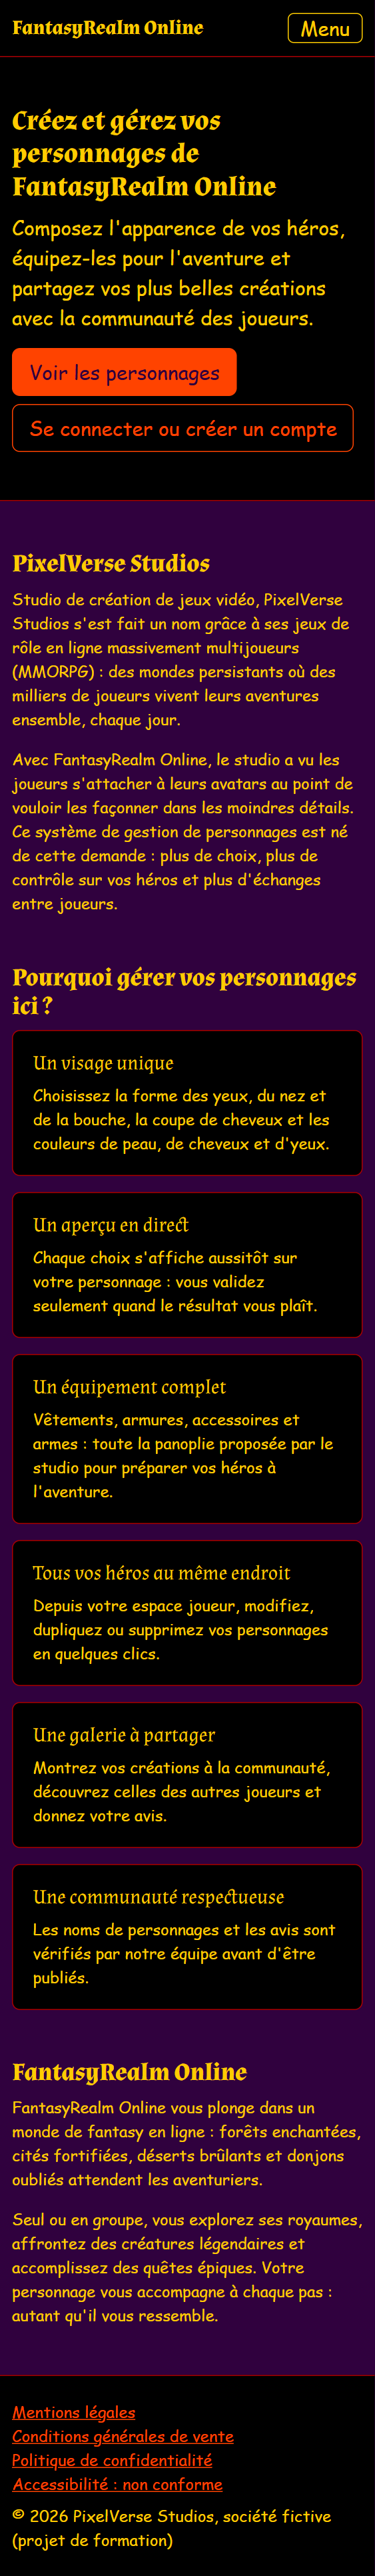 FantasyRealm Online
Menu
Créez et gérez vos
personnages de
FantasyRealm Online
Composez l'apparence de vos héros,
équipez-les pour l'aventure et
partagez vos plus belles créations
avec la communauté des joueurs.
Voir les personnages
Se connecter ou créer un compte
PixelVerse Studios
Studio de création de jeux vidéo, PixelVerse
Studios s'est fait un nom grâce à ses jeux de
rôle en ligne massivement multijoueurs
(MMORPG) : des mondes persistants où des
milliers de joueurs vivent leurs aventures
ensemble, chaque jour.
Avec FantasyRealm Online, le studio a vu les
joueurs s'attacher à leurs avatars au point de
vouloir les façonner dans les moindres détails.
Ce système de gestion de personnages est né
de cette demande : plus de choix, plus de
contrôle sur vos héros et plus d'échanges
entre joueurs.
Pourquoi gérer vos personnages
ici ?
Un visage unique
Choisissez la forme des yeux, du nez et
de la bouche, la coupe de cheveux et les
couleurs de peau, de cheveux et d'yeux.
Un aperçu en direct
Chaque choix s'affiche aussitôt sur
votre personnage : vous validez
seulement quand le résultat vous plaît.
Un équipement complet
Vêtements, armures, accessoires et
armes : toute la panoplie proposée par le
studio pour préparer vos héros à
l'aventure.
Tous vos héros au même endroit
Depuis votre espace joueur, modifiez,
dupliquez ou supprimez vos personnages
en quelques clics.
Une galerie à partager
Montrez vos créations à la communauté,
découvrez celles des autres joueurs et
donnez votre avis.
Une communauté respectueuse
Les noms de personnages et les avis sont
vérifiés par notre équipe avant d'être
publiés.
FantasyRealm Online
FantasyRealm Online vous plonge dans un
monde de fantasy en ligne : forêts enchantées,
cités fortifiées, déserts brûlants et donjons
oubliés attendent les aventuriers.
Seul ou en groupe, vous explorez ses royaumes,
affrontez des créatures légendaires et
accomplissez des quêtes épiques. Votre
personnage vous accompagne à chaque pas :
autant qu'il vous ressemble.
Mentions légales
Conditions générales de vente
Politique de confidentialité
Accessibilité : non conforme
© 2026 PixelVerse Studios, société fictive
(projet de formation)